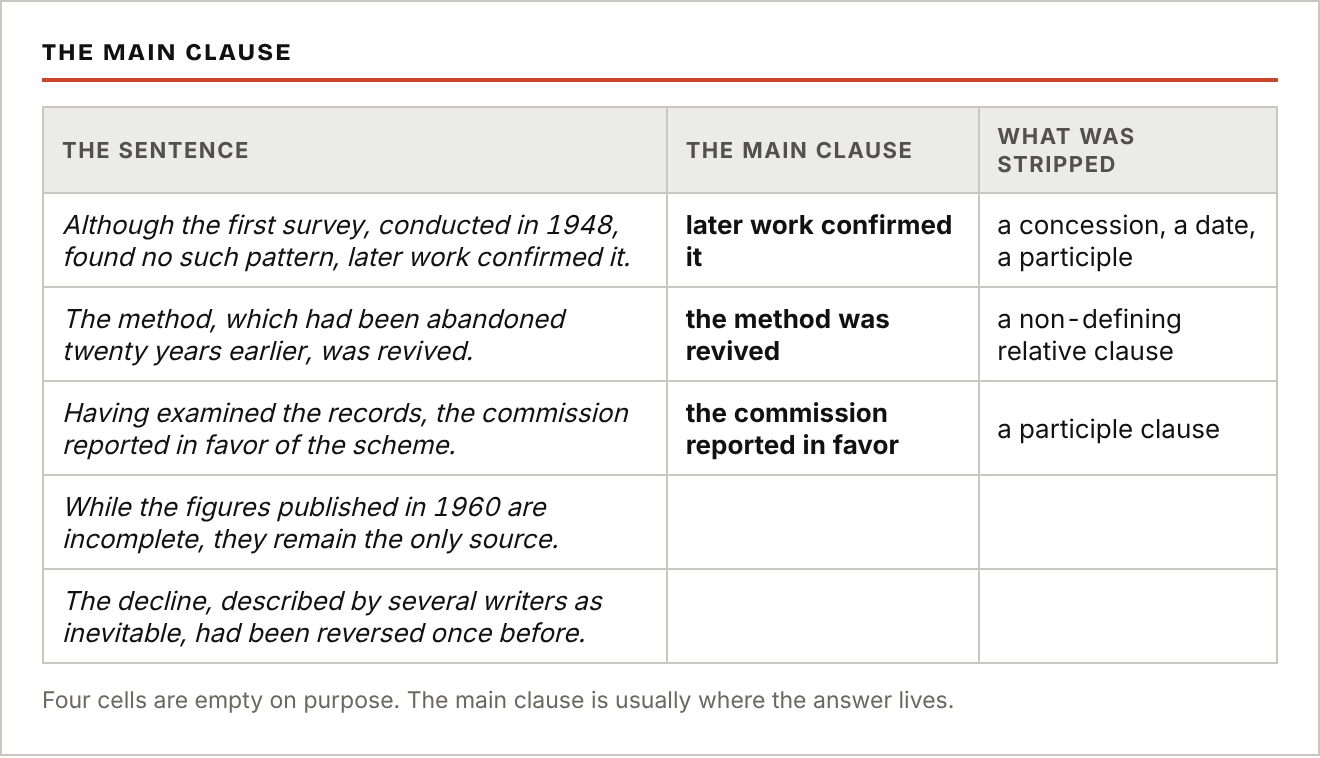 THE MAIN CLAUSE
THE SENTENCE
THE MAIN CLAUSE
WHAT WAS
STRIPPED
Although the first survey, conducted in 1948,
found no such pattern, later work confirmed it.
later work confirmed
it
a concession, a date,
a participle
The method, which had been abandoned
twenty years earlier, was revived.
the method was
revived
a non-defining
relative clause
Having examined the records, the commission
reported in favor of the scheme.
the commission
reported in favor
a participle clause
While the figures published in 1960 are
incomplete, they remain the only source.
The decline, described by several writers as
inevitable, had been reversed once before.
Four cells are empty on purpose. The main clause is usually where the answer lives.